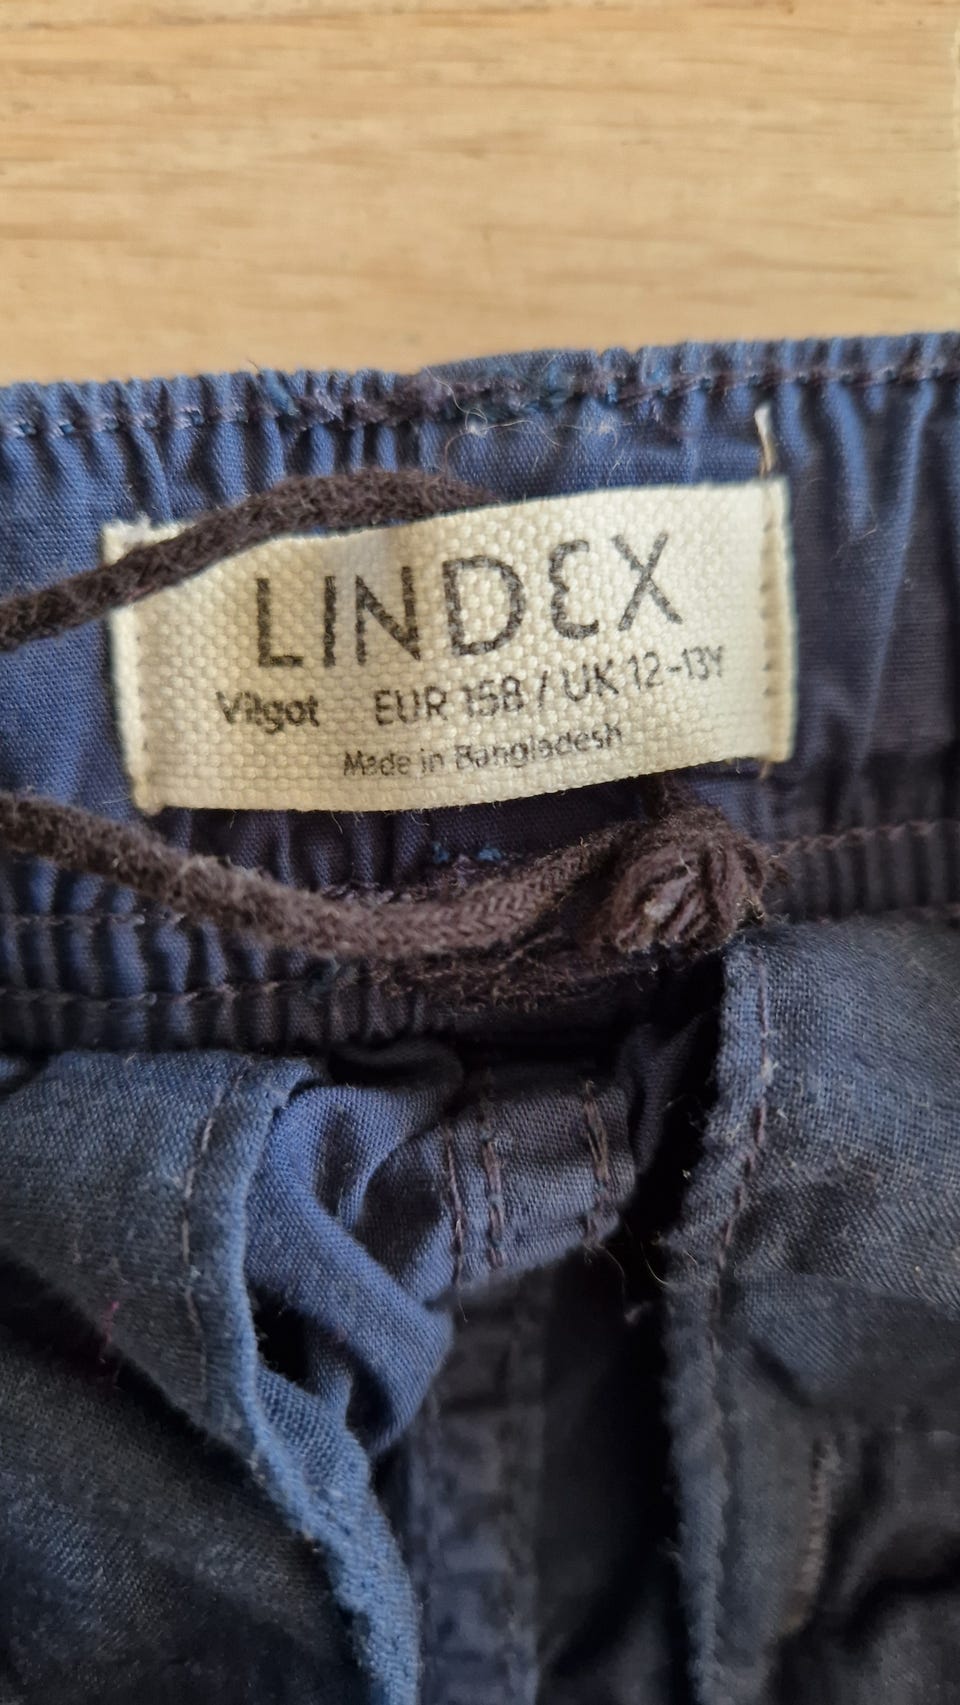 LINDEX
Vilgot EUR 158 / UK 12-13Y
Made in Bangladesh